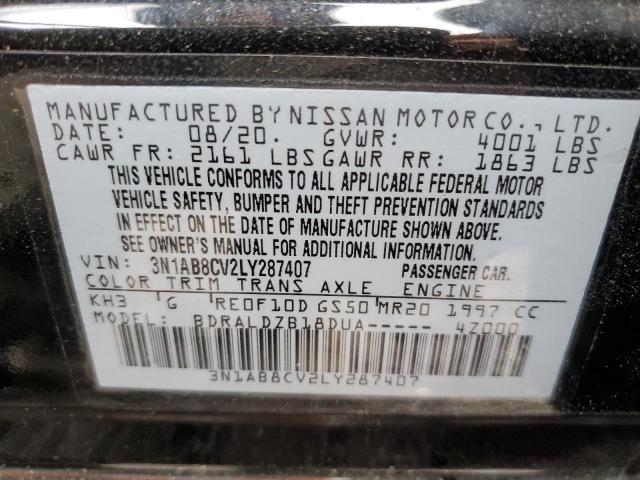 MANUFACTURED BY NISSAN MOTOR CO., LTD.
DATE: 08/20. GVWR: 4001 LBS
GAWR FR: 2161 LBS GAWR RR: 1863 LBS
THIS VEHICLE CONFORMS TO ALL APPLICABLE FEDERAL MOTOR
VEHICLE SAFETY, BUMPER AND THEFT PREVENTION STANDARDS
IN EFFECT ON THE DATE OF MANUFACTURE SHOWN ABOVE.
SEE OWNER'S MANUAL FOR ADDITIONAL INFORMATION.
VIN: 3N1AB8CV2LY287407 PASSENGER CAR.
COLOR TRIM TRANS AXLE ENGINE
KH3 G RE0F10D GS50 MR20 1997 CC
BDRALDZB18DUA----- 4Z000
3N1AB8CV2LY287407